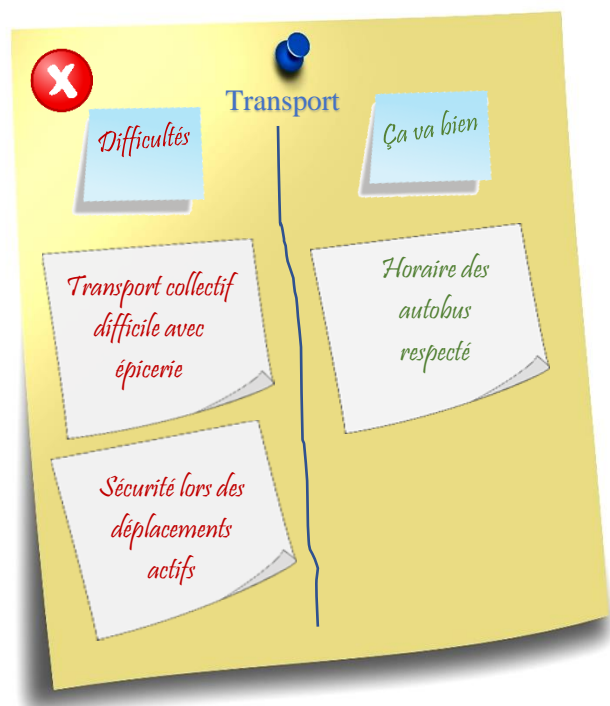 Transport
Difficultés
Transport collectif
difficile avec
épicerie
Sécurité lors des
déplacements
actifs
Ça va bien
Horaire des
autobus
respecté